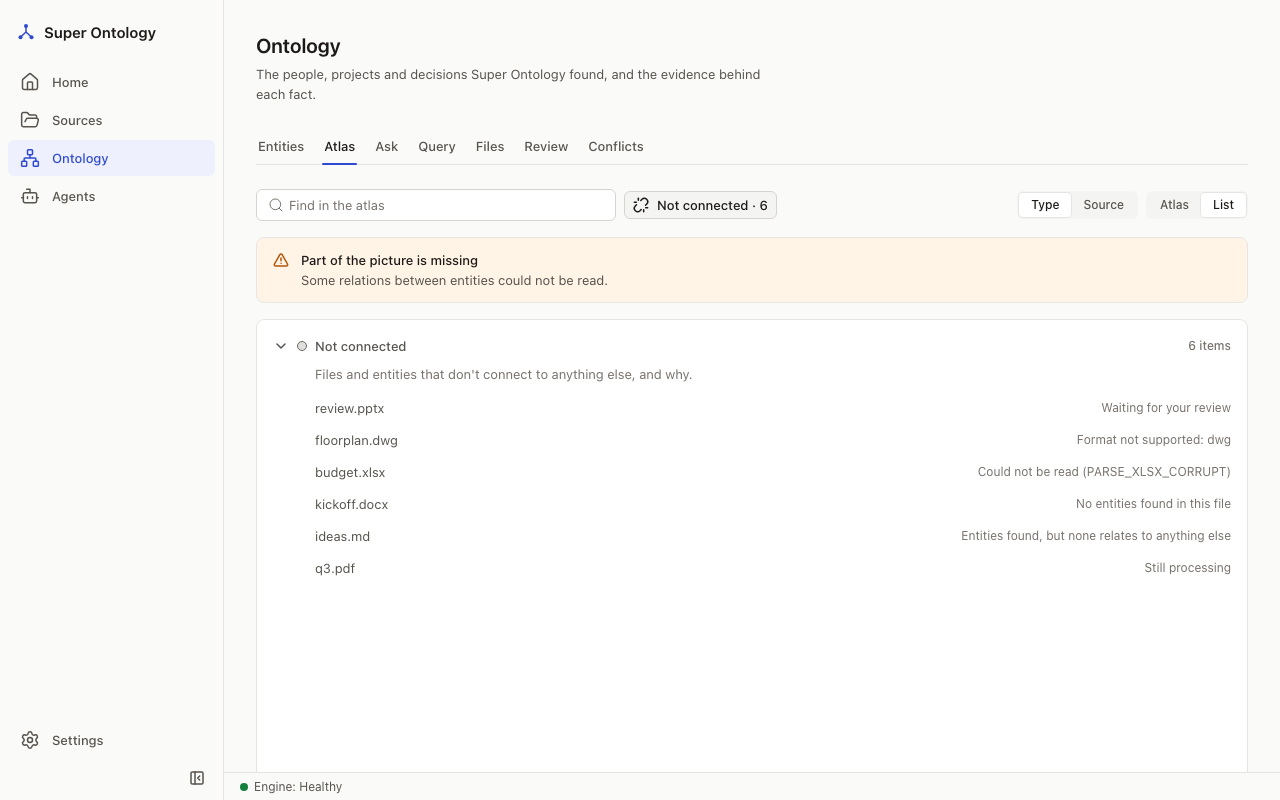 Super Ontology
Home
Sources
Ontology
Agents
Settings
Ontology
The people, projects and decisions Super Ontology found, and the evidence behind
each fact.
Entities Atlas Ask Query Files Review Conflicts
Find in the atlas Not connected · 6 Type Source Atlas List
Part of the picture is missing
Some relations between entities could not be read.
Not connected 6 items
Files and entities that don't connect to anything else, and why.
review.pptx Waiting for your review
floorplan.dwg Format not supported: dwg
budget.xlsx Could not be read (PARSE_XLSX_CORRUPT)
kickoff.docx No entities found in this file
ideas.md Entities found, but none relates to anything else
q3.pdf Still processing
Engine: Healthy